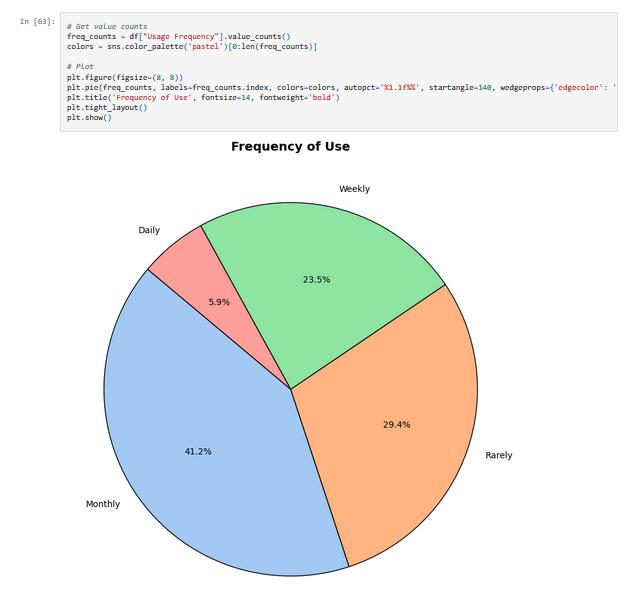 In [63]:
# Get value counts
freq_counts = df["Usage Frequency"].value_counts()
colors = sns.color_palette('pastel')[0:len(freq_counts)]
# Plot
plt.figure(figsize=(8, 8))
plt.pie(freq_counts, labels=freq_counts.index, colors=colors, autopct='%1.1f%%', startangle=140, wedgeprops={'edgecolor': '
plt.title('Frequency of Use', fontsize=14, fontweight='bold')
plt.tight_layout()
plt.show()
Frequency of Use
Weekly
Daily
23.5%
5.9%
29.4%
41.2%
Rarely
Monthly